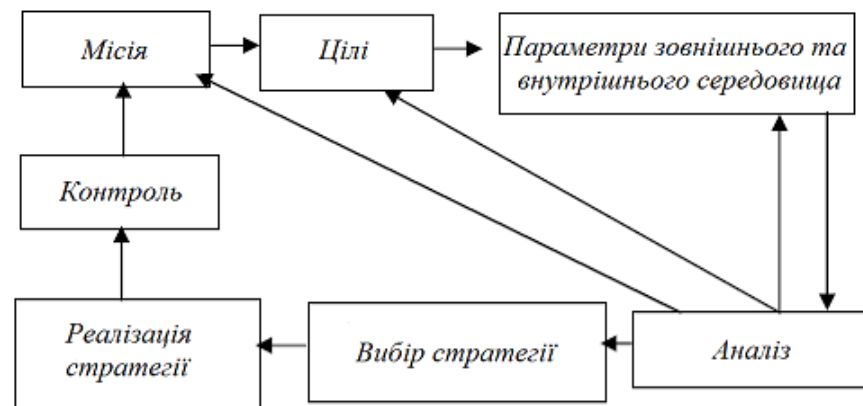 Місія
Цілі
Параметри зовнішнього та
внутрішнього середовища
Контроль
Реалізація
стратегії
Вибір стратегії
Аналіз